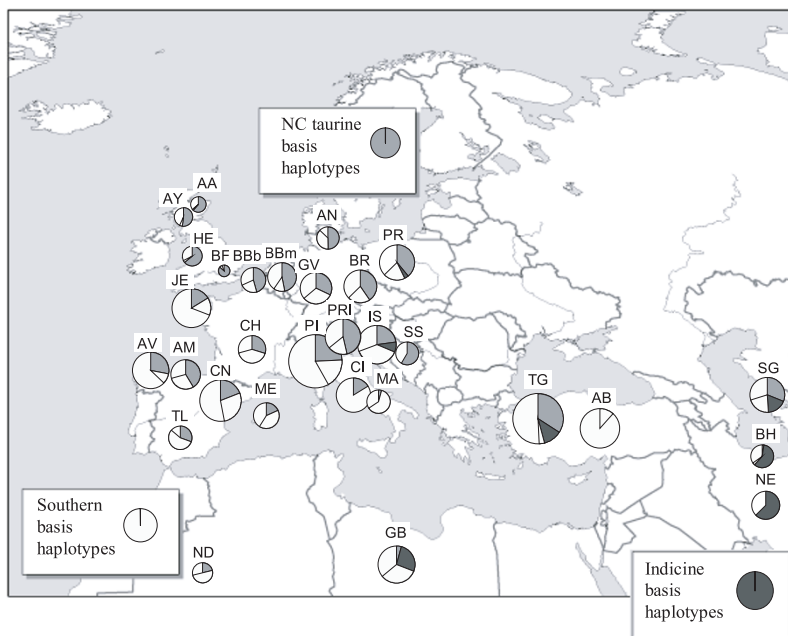 NC taurine
basis
haplotypes
AA
AY
AN
HE
PR
BF
BBb
BBm
GV
BR
JE
PRI
IS
CH
PI
SS
AV
AM
CN
CI
MA
TG
SG
ME
AB
TL
BH
NE
Southern
basis
haplotypes
GB
ND
Indicine
basis
haplotypes